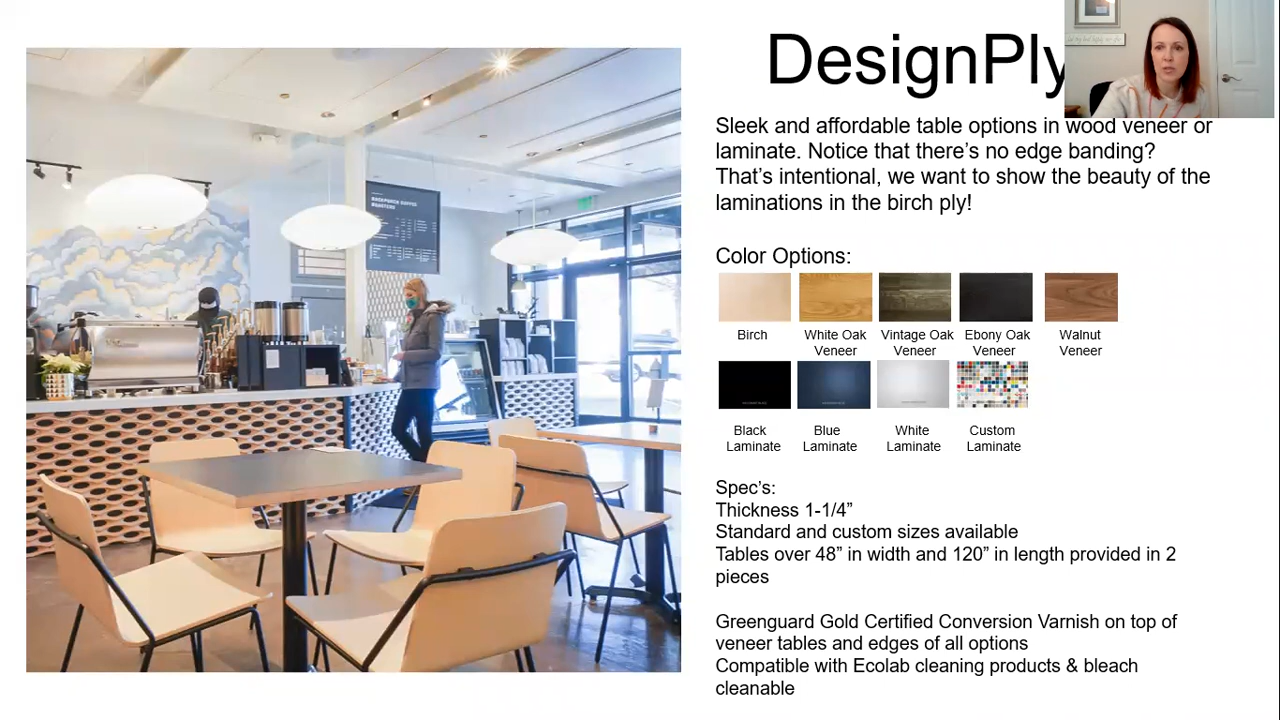 DesignPly
Sleek and affordable table options in wood veneer or
laminate. Notice that there's no edge banding?
That's intentional, we want to show the beauty of the
laminations in the birch ply!
Color Options:
Birch
White Oak
Veneer
Vintage Oak
Veneer
Ebony Oak
Veneer
Walnut
Veneer
Black
Laminate
Blue
Laminate
White
Laminate
Custom
Laminate
Spec's:
Thickness 1-1/4”
Standard and custom sizes available
Tables over 48” in width and 120” in length provided in 2
pieces
Greenguard Gold Certified Conversion Varnish on top of
veneer tables and edges of all options
Compatible with Ecolab cleaning products & bleach
cleanable
BACKPORCH COFFEE
ROASTERS